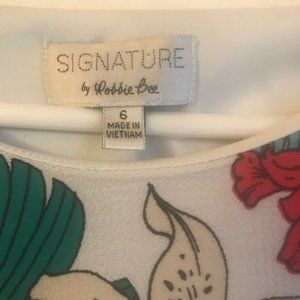 SIGNATURE
by Robbie Bee
6
MADE IN
VIETNAM